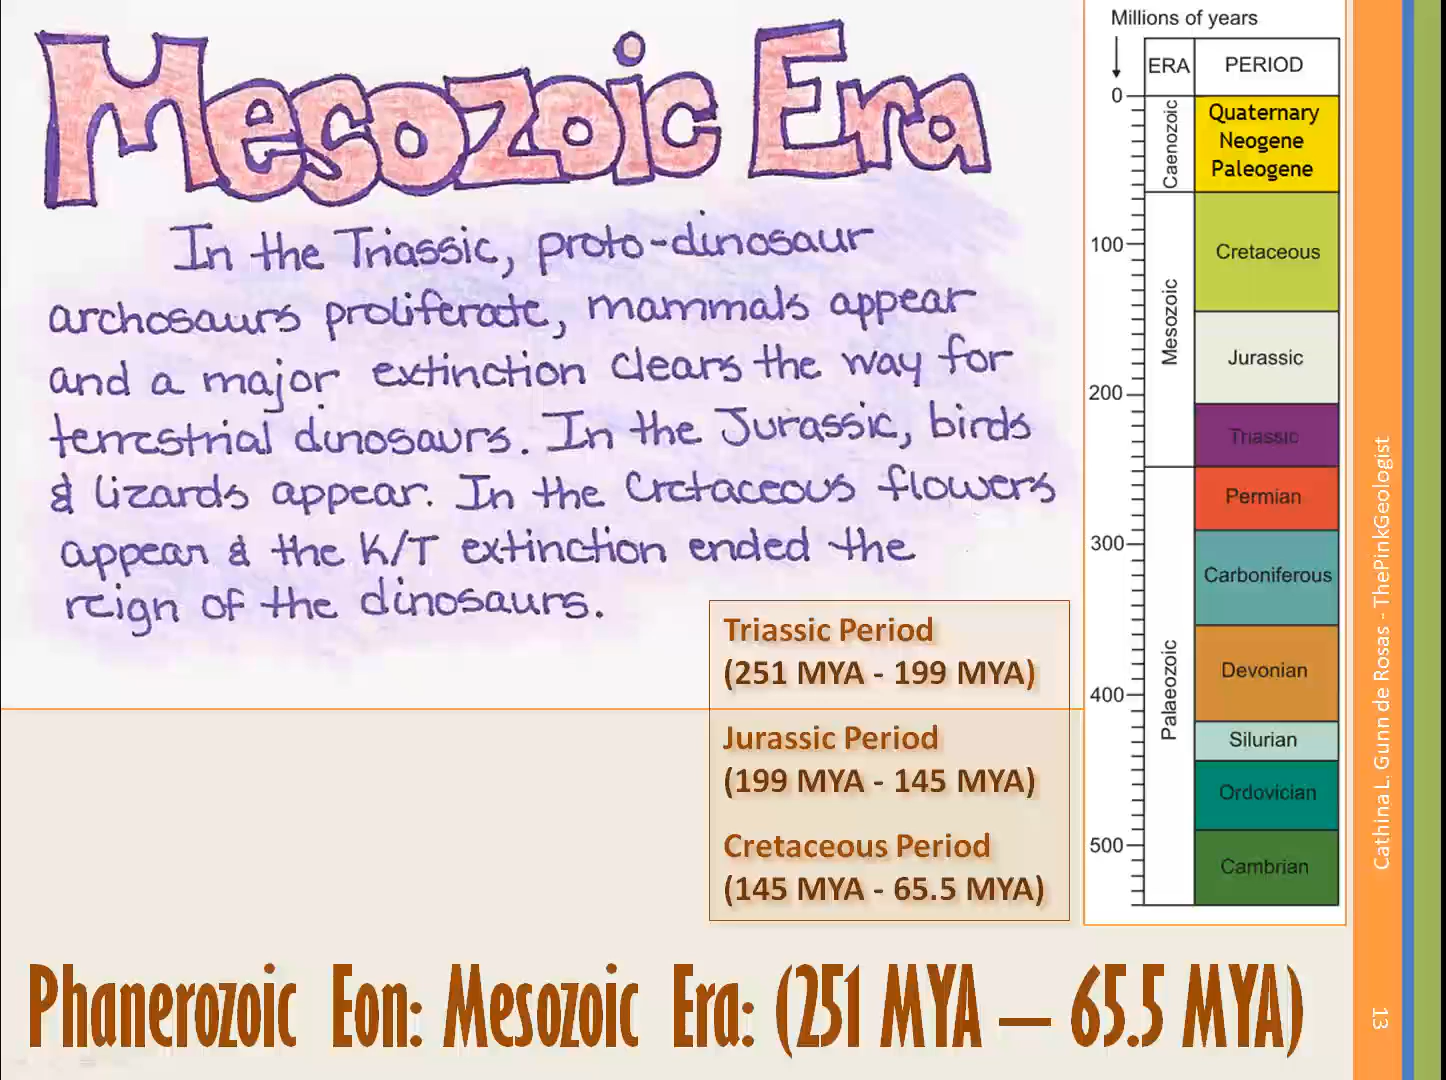 Mesozoic Era
In the Triassic, proto-dinosaur
archosaurs proliferate, mammals appear
and a major extinction clears the way for
terrestrial dinosaurs. In the Jurassic, birds
& lizards appear. In the Cretaceous flowers
appear & the K/T extinction ended the
reign of the dinosaurs.
Triassic Period
(251 MYA - 199 MYA)
Jurassic Period
(199 MYA - 145 MYA)
Cretaceous Period
(145 MYA - 65.5 MYA)
Phanerozoic Eon: Mesozoic Era: (251 MYA — 65.5 MYA)
Millions of years
ERA PERIOD
0
Caenozoic
Quaternary
Neogene
Paleogene
100
Mesozoic
Cretaceous
Jurassic
200
Triassic
Palaeozoic
Permian
300
Carboniferous
Devonian
400
Silurian
Ordovician
500
Cambrian
Cathina L. Gunn de Rosas - ThePinkGeologist
13